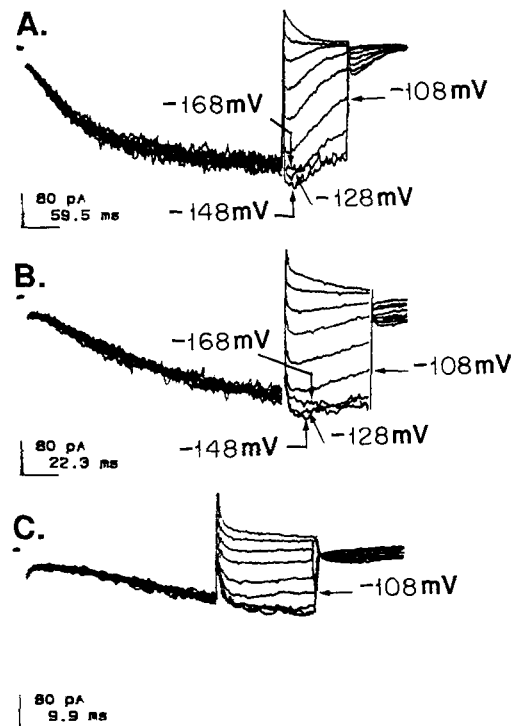 A.
-168mV
-108mV
80 pA
59.5 ms
-128mV
-148mV
B.
-168mV
-108mV
80 pA
22.3 ms
-128mV
-148mV
C.
-108mV
80 pA
9.9 ms